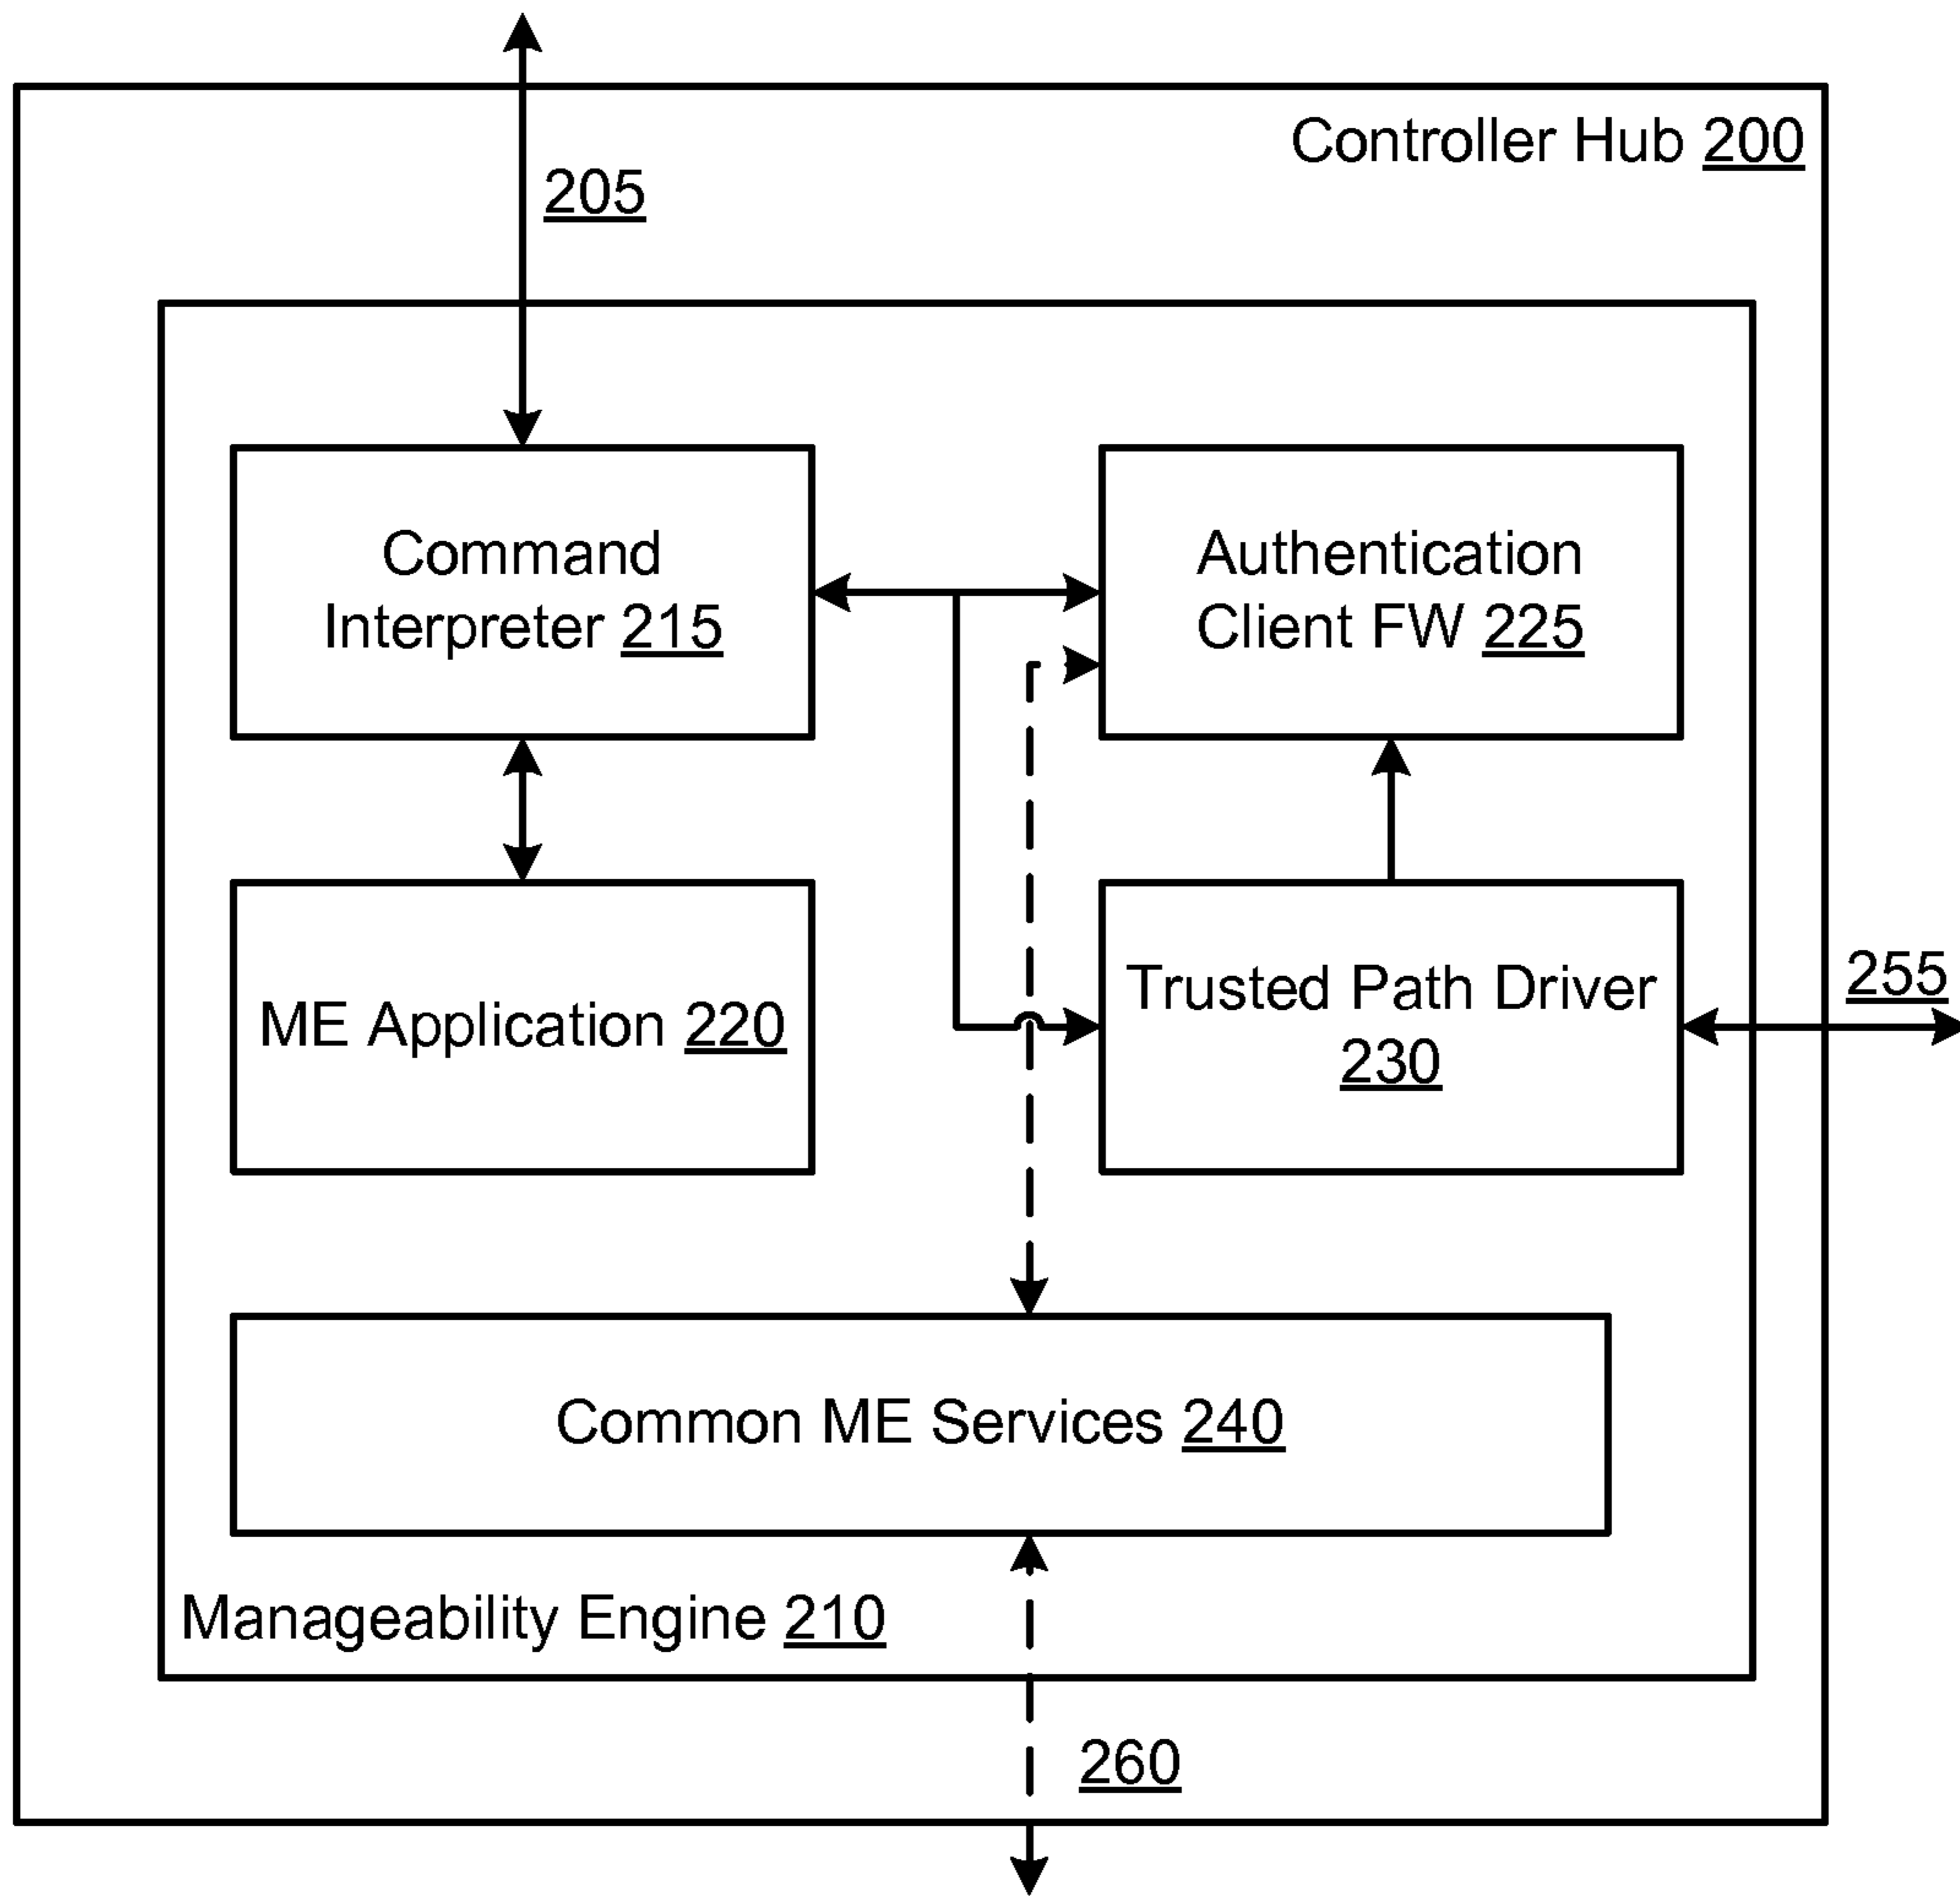 Controller Hub 200
205
Command
Interpreter 215
Authentication
Client FW 225
ME Application 220
Trusted Path Driver
230
255
Common ME Services 240
Manageability Engine 210
260